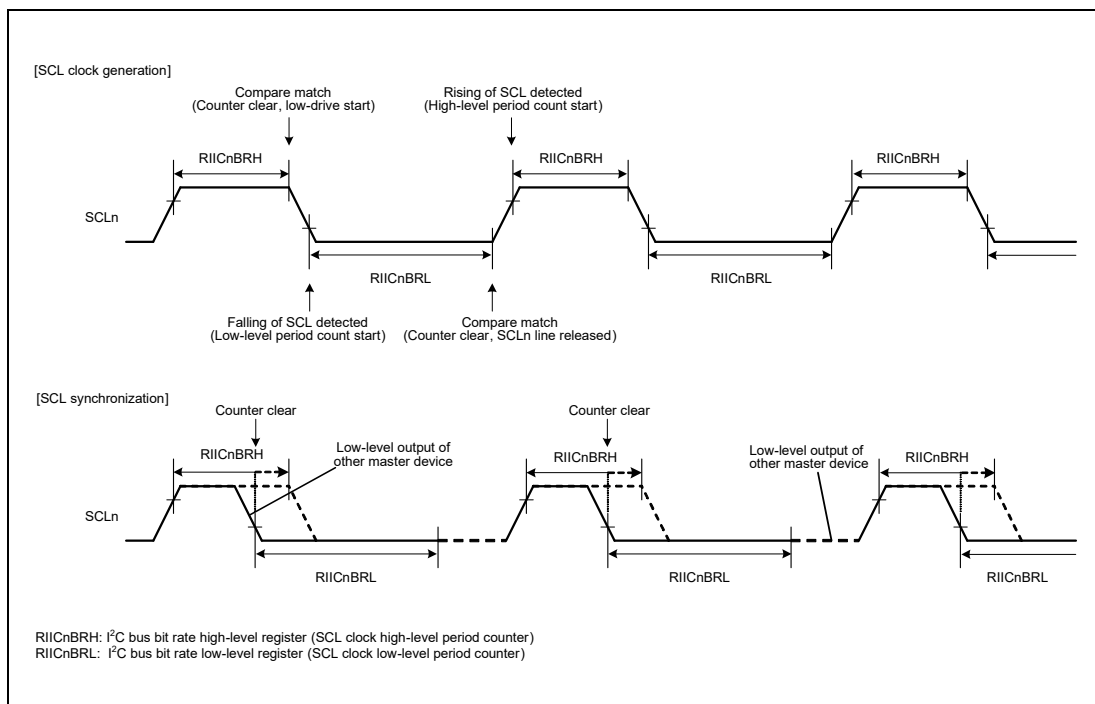 [SCL clock generation]
Compare match
(Counter clear, low-drive start)
Rising of SCL detected
(High-level period count start)
RIICnBRH
RIICnBRH
RIICnBRH
SCLn
RIICnBRL
RIICnBRL
Falling of SCL detected
(Low-level period count start)
Compare match
(Counter clear, SCLn line released)
[SCL synchronization]
Counter clear
Counter clear
RIICnBRH
Low-level output of
other master device
RIICnBRH
Low-level output of
other master device
RIICnBRH
SCLn
RIICnBRL
RIICnBRL
RIICnBRL
RIICnBRH: I²C bus bit rate high-level register (SCL clock high-level period counter)
RIICnBRL: I²C bus bit rate low-level register (SCL clock low-level period counter)